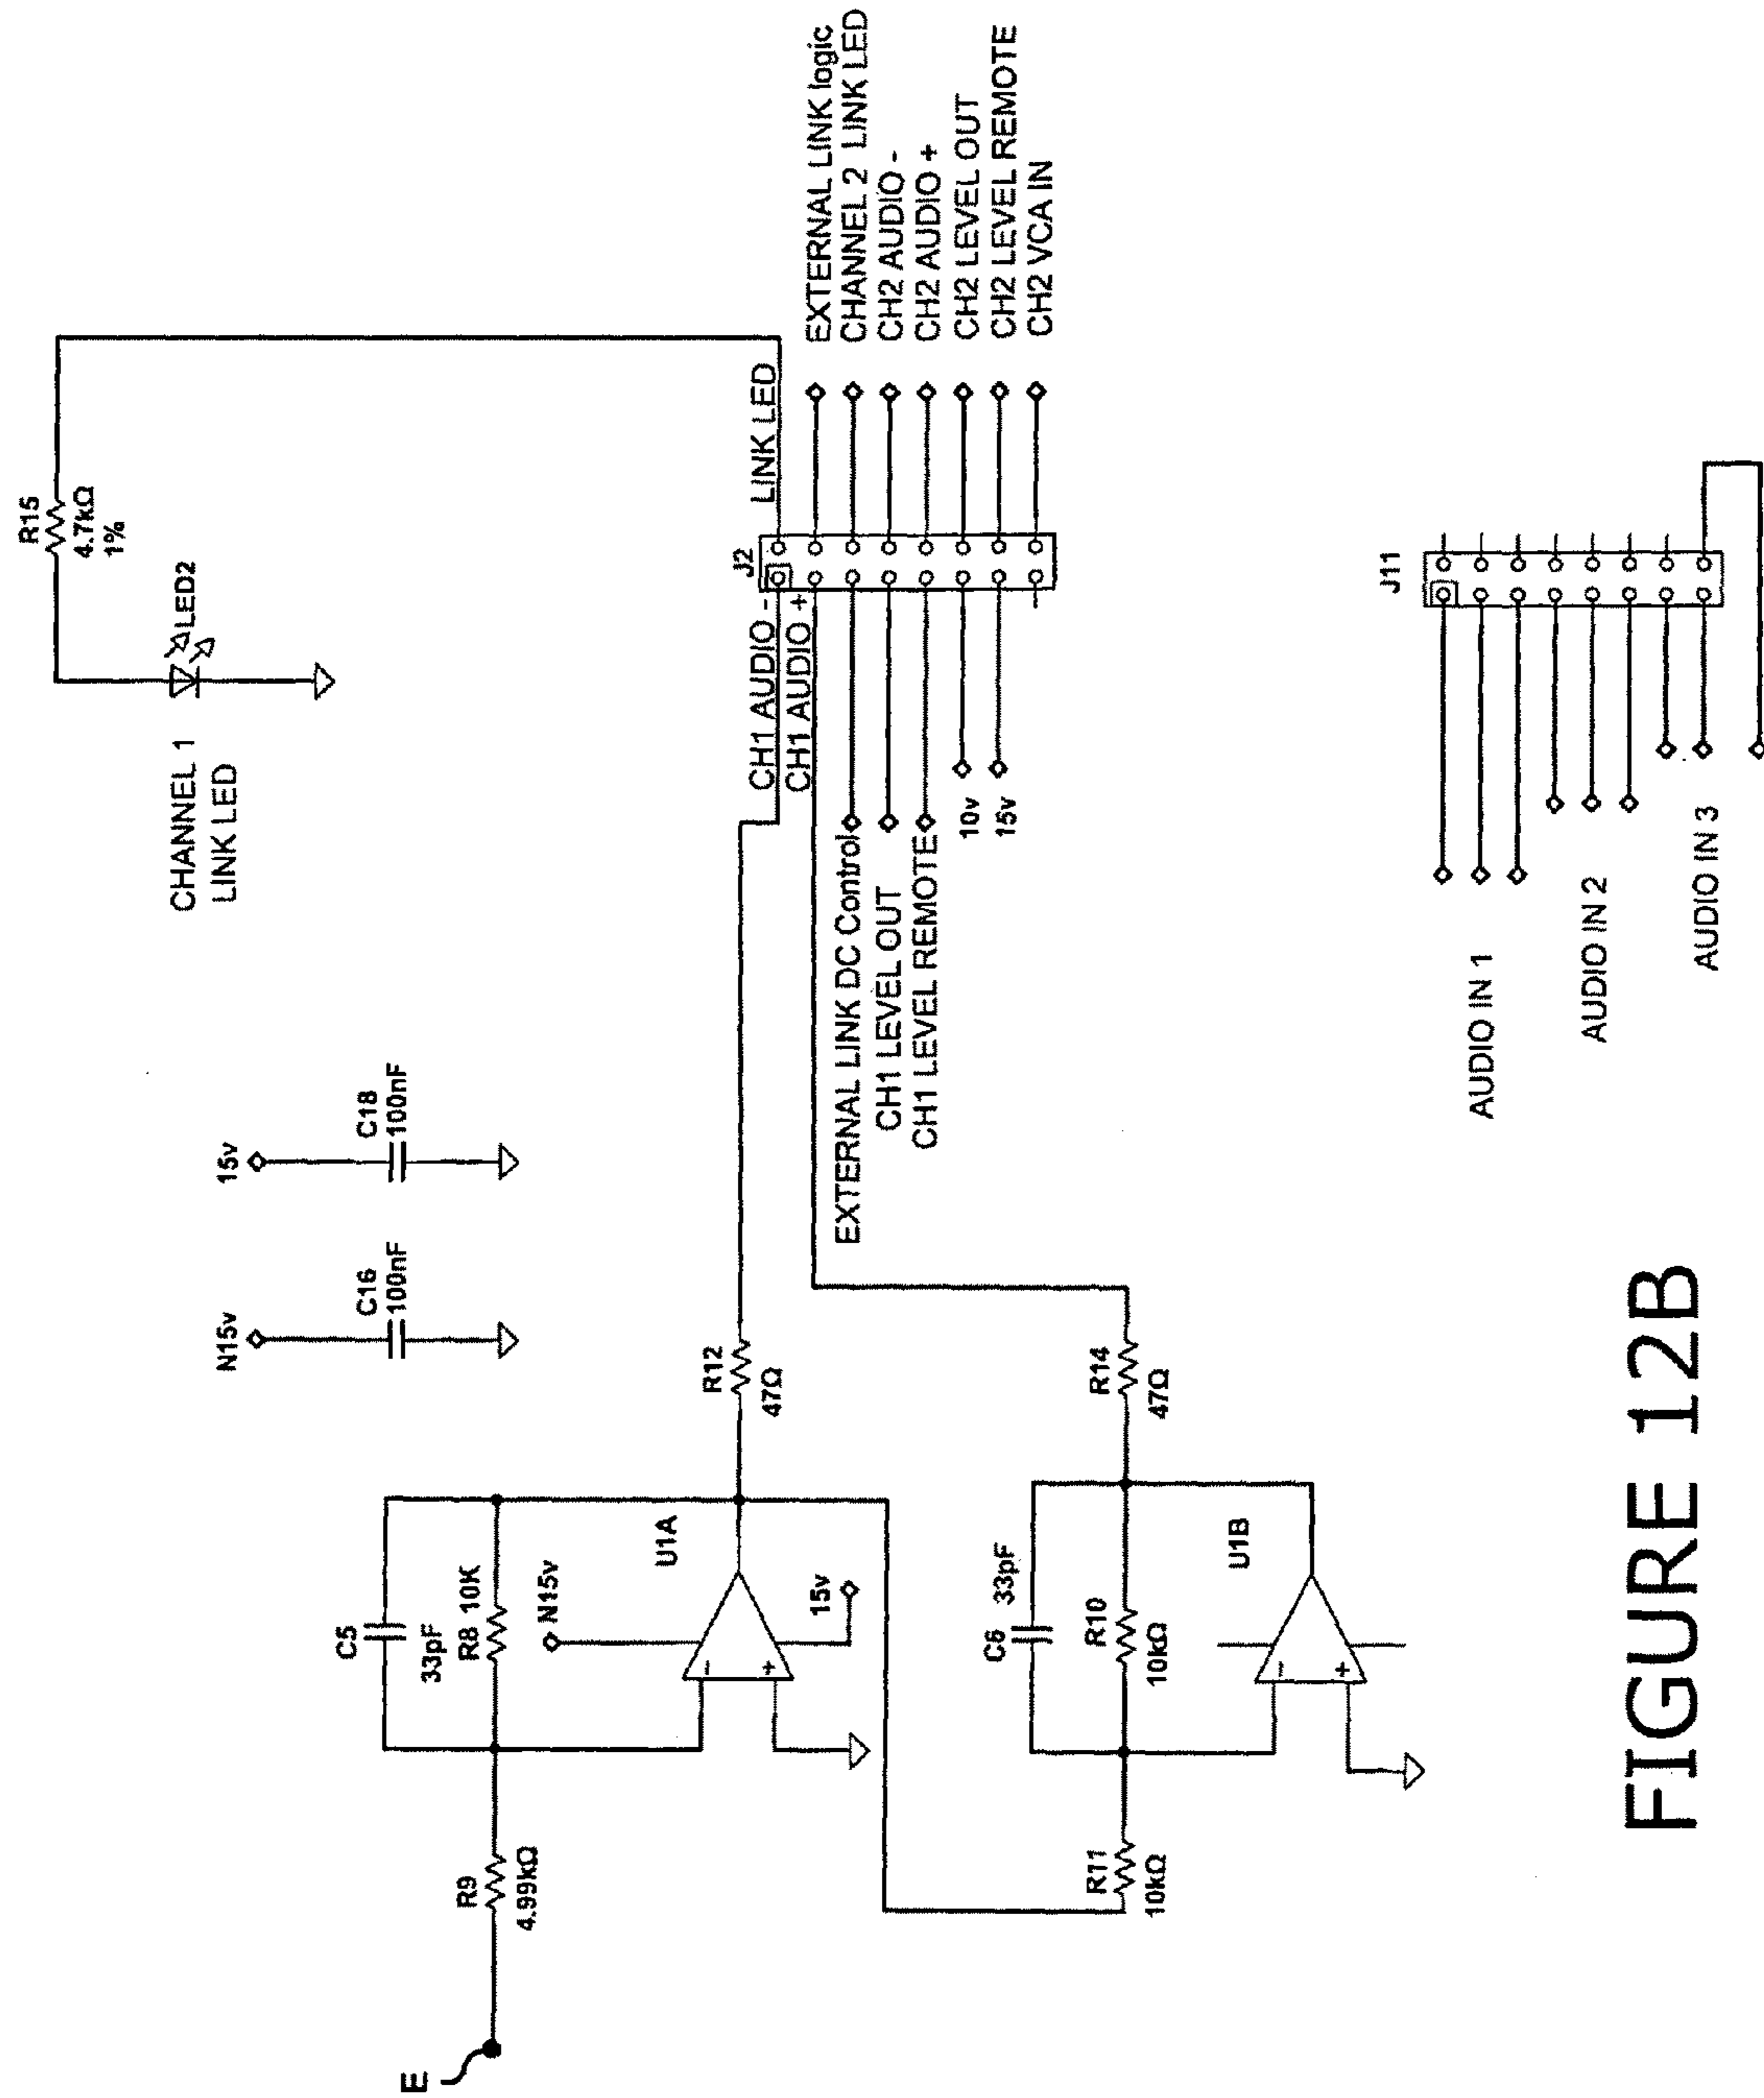 R15
4.7kΩ
1%
LED2
CHANNEL 1
LINK LED
15v
C18
100nF
N15v
C16
100nF
LINK LED
EXTERNAL LINK logic
CHANNEL 2 LINK LED
CH2 AUDIO -
CH2 AUDIO +
CH2 LEVEL OUT
CH2 LEVEL REMOTE
CH2 VCA IN
J2
CH1 AUDIO -
CH1 AUDIO +
EXTERNAL LINK DC Control
CH1 LEVEL OUT
CH1 LEVEL REMOTE
10v
15v
R12
47Ω
C5
33pF
R8 10K
N15v
U1A
15v
-
+
R9
4.99kΩ
E
R14
47Ω
C6
33pF
R10
10kΩ
U1B
-
+
R11
10kΩ
J11
AUDIO IN 1
AUDIO IN 2
AUDIO IN 3
FIGURE 12B